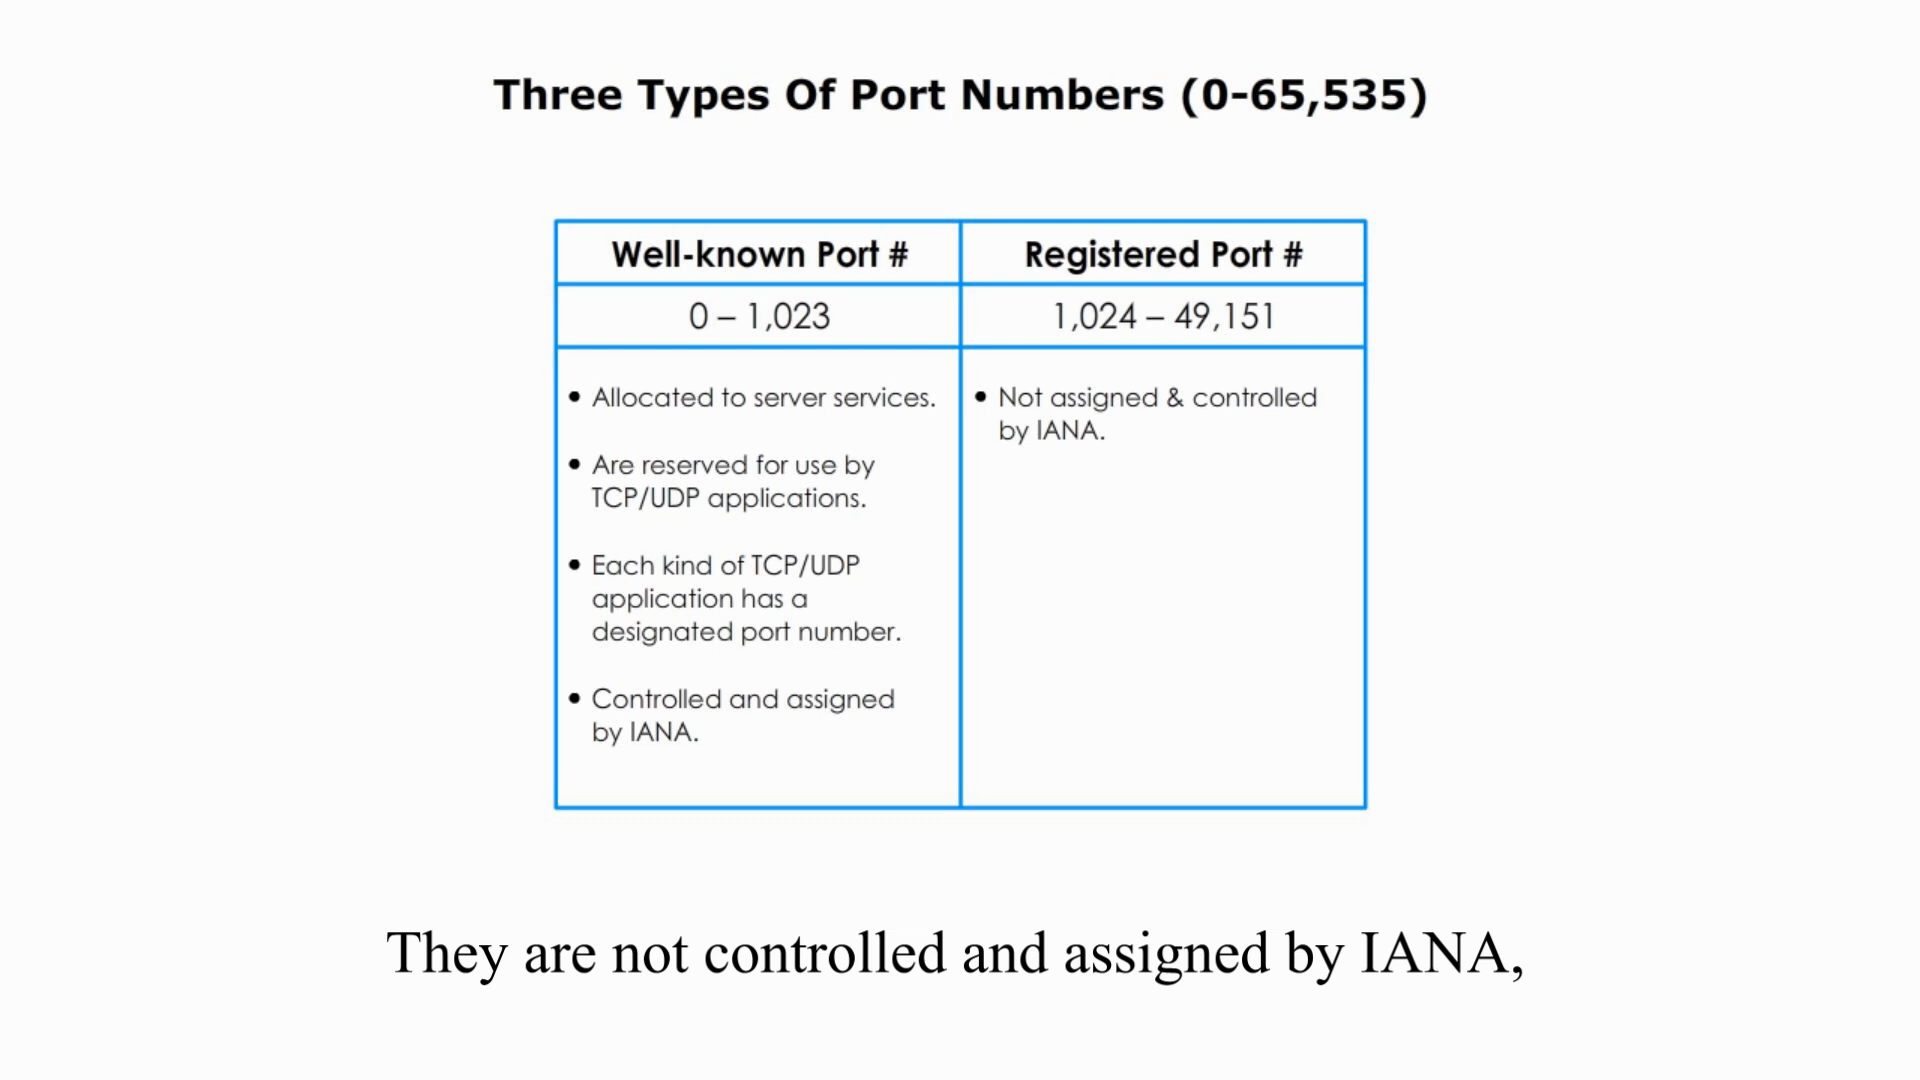 Three Types Of Port Numbers (0-65,535)
Well-known Port #
Registered Port #
0 – 1,023
1,024 – 49,151
• Allocated to server services.
• Are reserved for use by
TCP/UDP applications.
• Each kind of TCP/UDP
application has a
designated port number.
• Controlled and assigned
by IANA.
• Not assigned & controlled
by IANA.
They are not controlled and assigned by IANA,